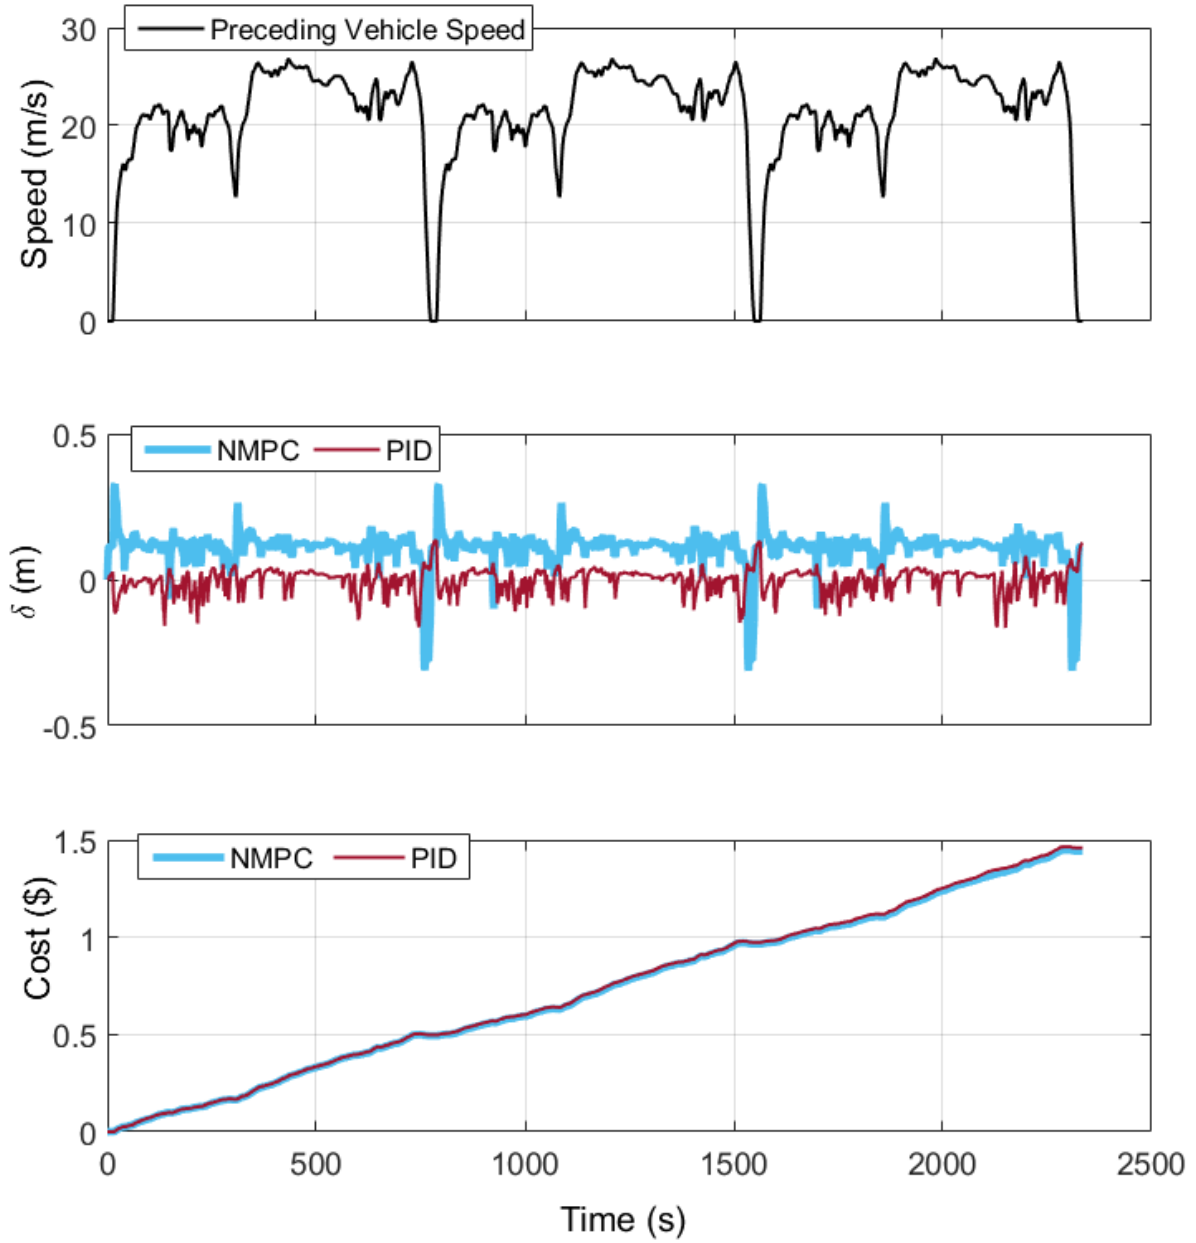 Preceding Vehicle Speed
30
20
10
0
Speed (m/s)
NMPC PID
0.5
0
-0.5
δ (m)
NMPC PID
1.5
1
0.5
0
Cost ($)
0 500 1000 1500 2000 2500
Time (s)